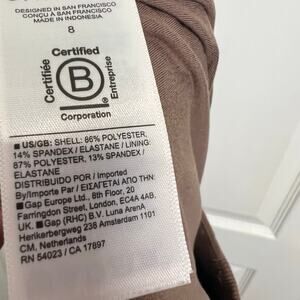 DESIGNED IN SAN FRANCISCO
CONÇU À SAN FRANCISCO
MADE IN INDONESIA
8
Certified
Certifiée
B
Entreprise
Corporation
■ US/GB: SHELL: 86% POLYESTER,
14% SPANDEX / ELASTANE / LINING:
87% POLYESTER, 13% SPANDEX /
ELASTANE
DISTRIBUIDO POR / Imported
By/Importe Par / ΕΙΣΑΓΕΤΑΙ ΑΠΟ ΤΗΝ:
■ Gap Europe Ltd., 8th Floor, 20
Farringdon Street, London, EC4A 4AB,
UK. ■ Gap (RHC) B.V. Luna ArenA
Herikerbergweg 238 Amsterdam 1101
CM. Netherlands
RN 54023 / CA 17897